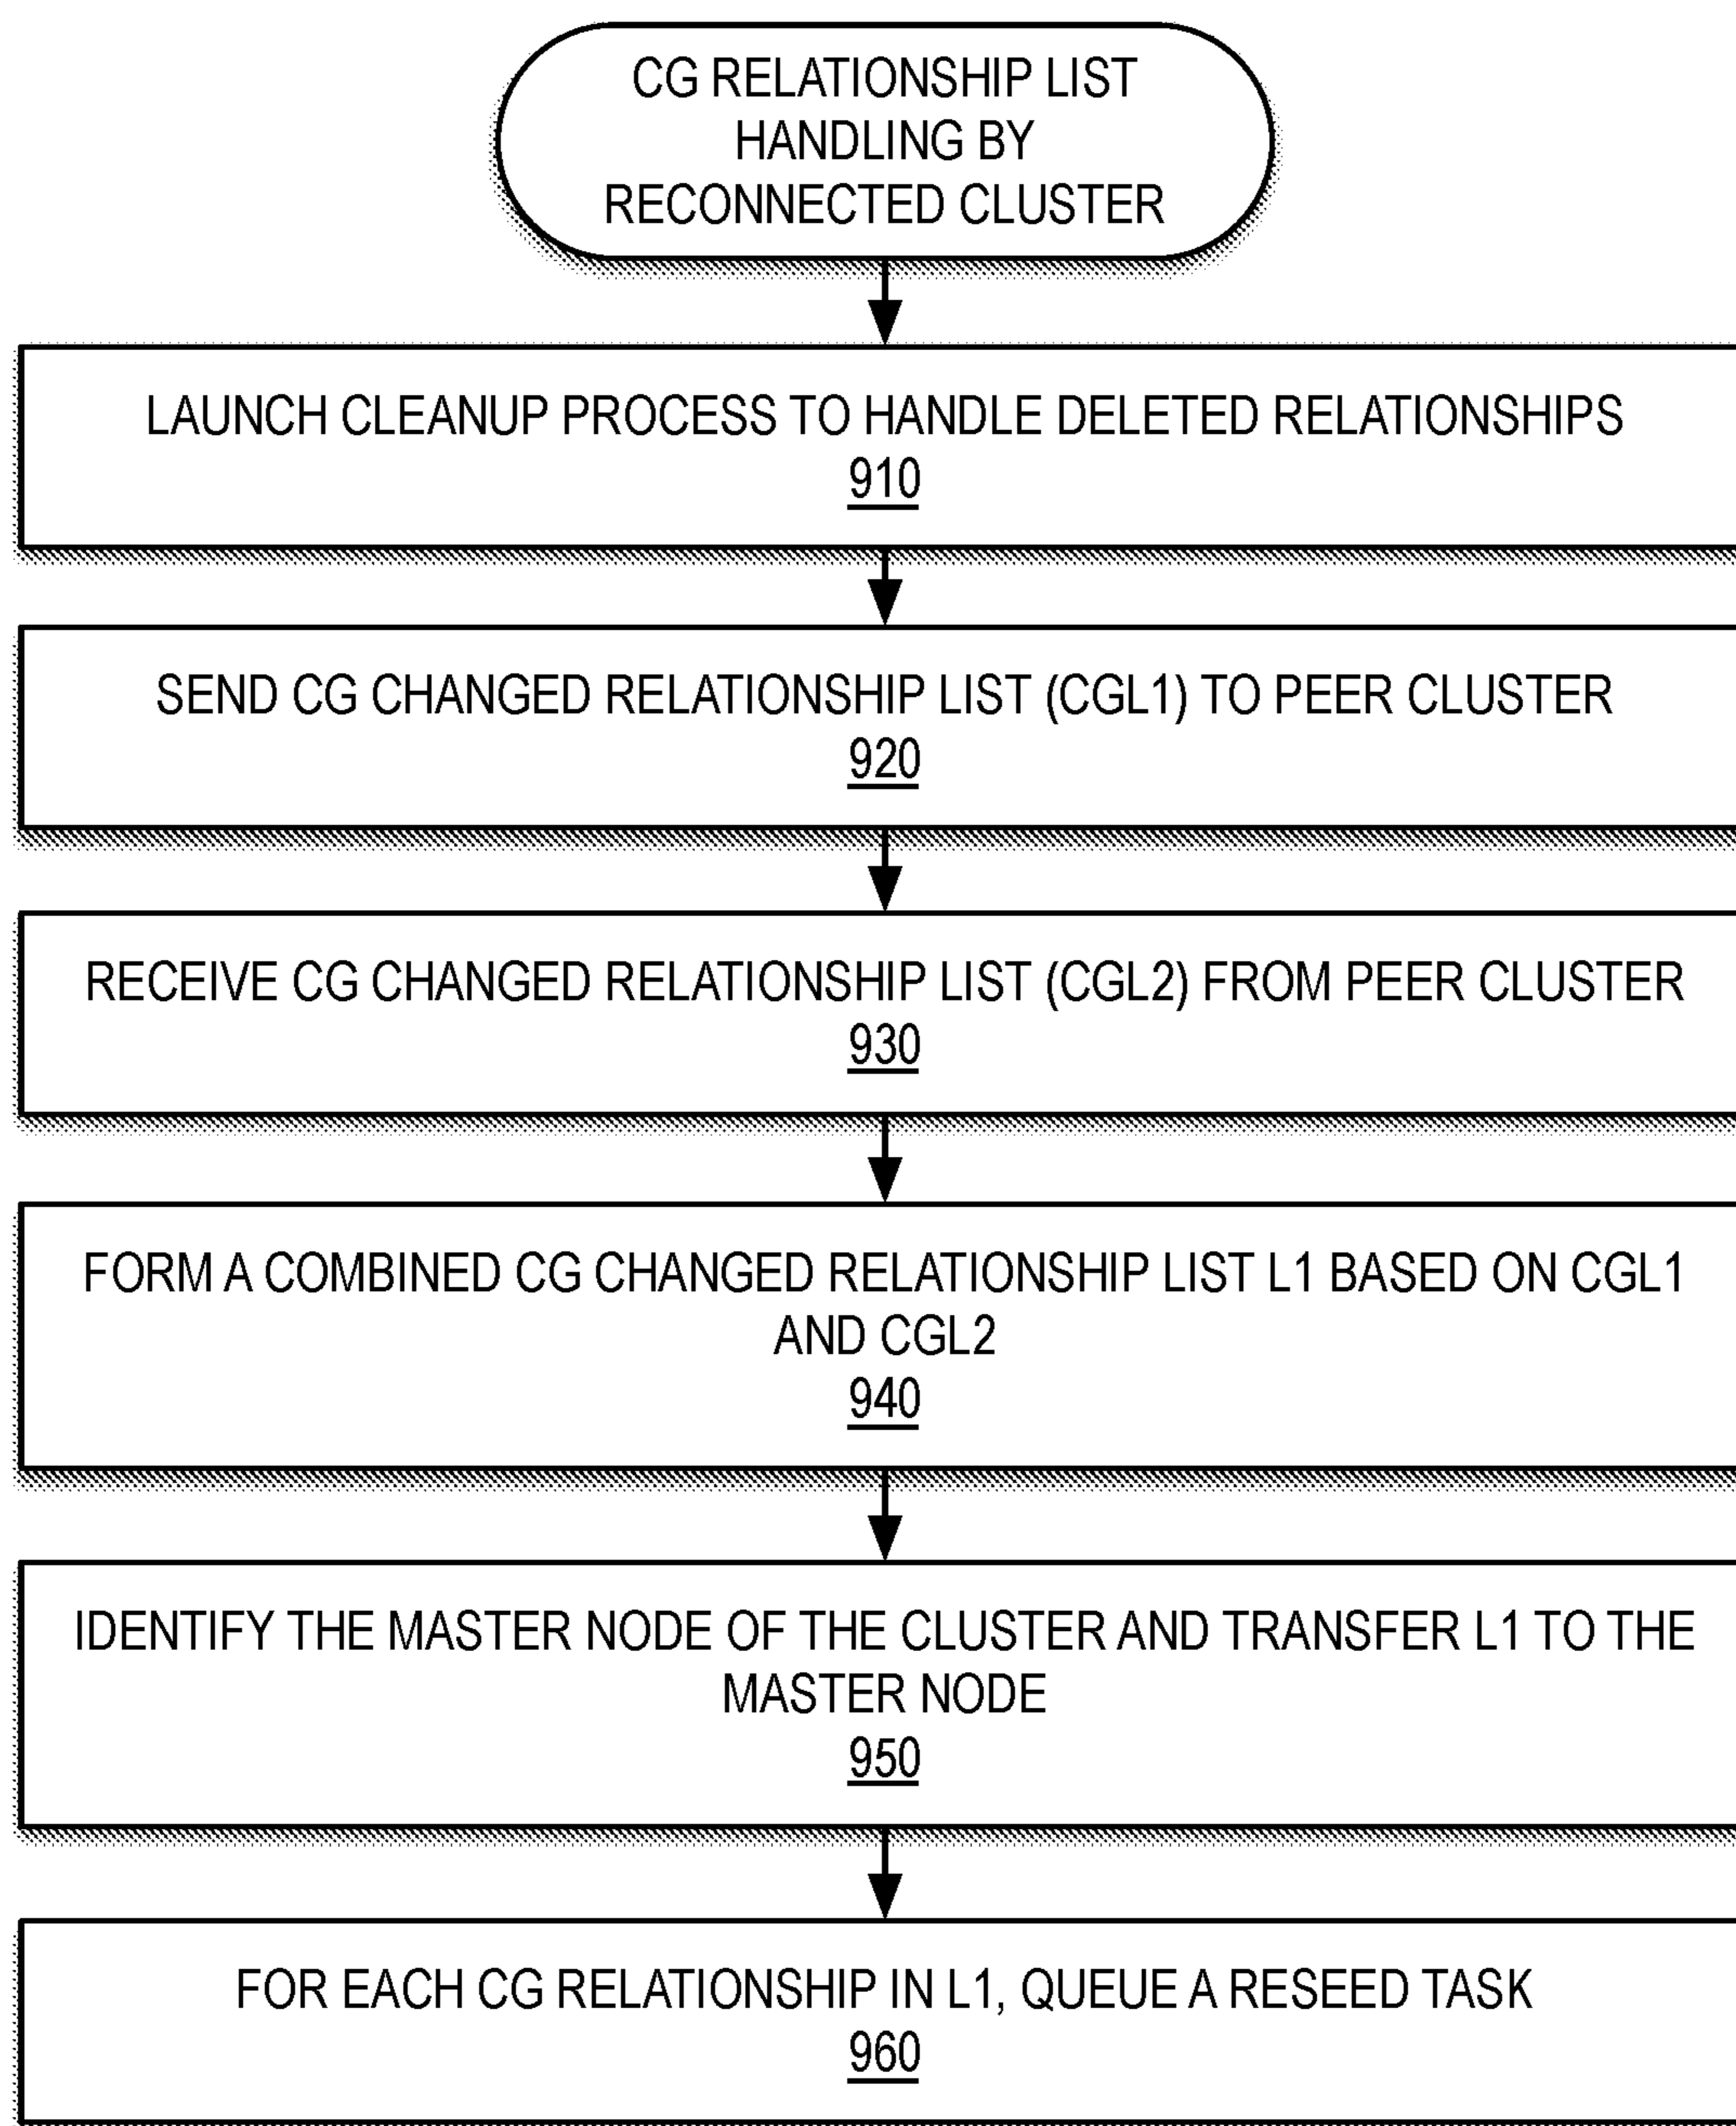 CG RELATIONSHIP LIST
HANDLING BY
RECONNECTED CLUSTER
LAUNCH CLEANUP PROCESS TO HANDLE DELETED RELATIONSHIPS
910
SEND CG CHANGED RELATIONSHIP LIST (CGL1) TO PEER CLUSTER
920
RECEIVE CG CHANGED RELATIONSHIP LIST (CGL2) FROM PEER CLUSTER
930
FORM A COMBINED CG CHANGED RELATIONSHIP LIST L1 BASED ON CGL1
AND CGL2
940
IDENTIFY THE MASTER NODE OF THE CLUSTER AND TRANSFER L1 TO THE
MASTER NODE
950
FOR EACH CG RELATIONSHIP IN L1, QUEUE A RESEED TASK
960